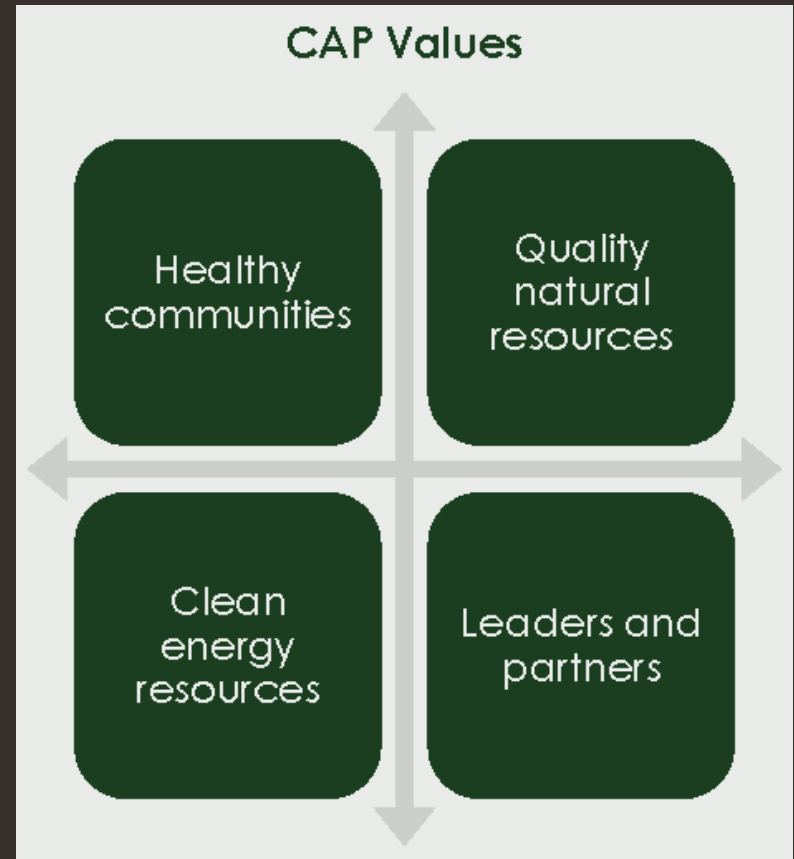 CAP Values
Healthy
communities
Quality
natural
resources
Clean
energy
resources
Leaders and
partners